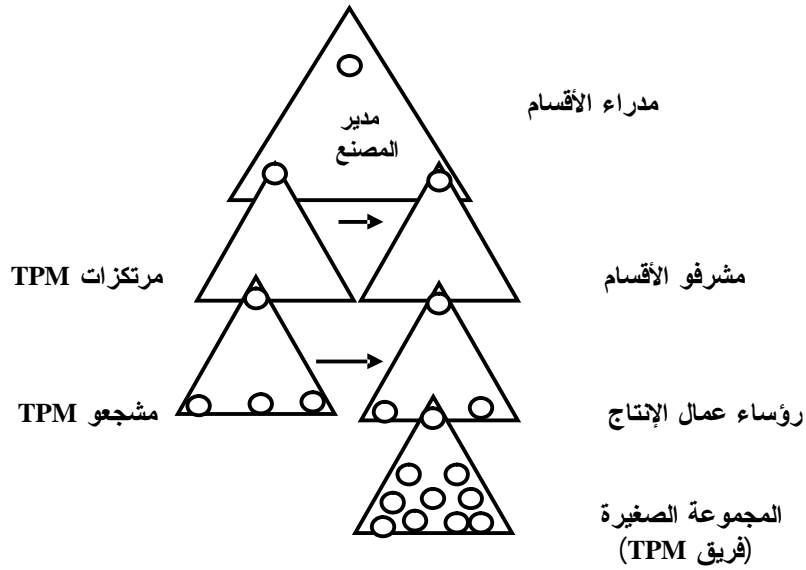 مدراء الأقسام
مدير
المصنع
مشرفو الأقسام
مرتكزات TPM
رؤساء عمال الإنتاج
مشجعو TPM
المجموعة الصغيرة
(فريق TPM)